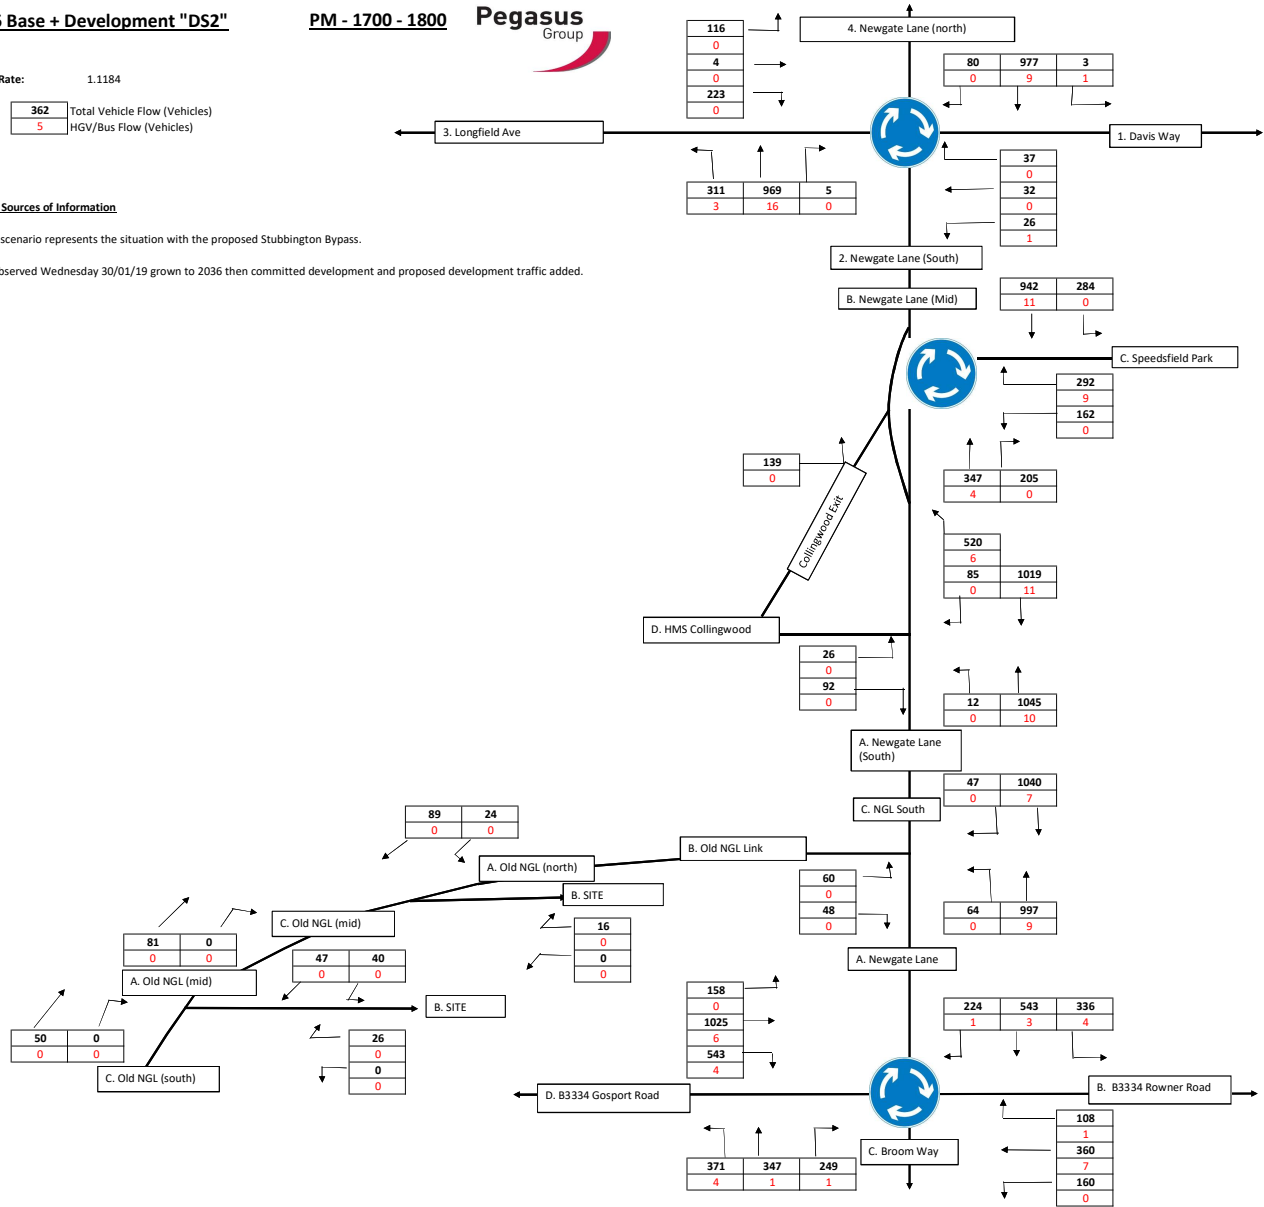 6 Base + Development "DS2"
PM - 1700 - 1800
Pegasus
Group
Rate: 1.1184
362 Total Vehicle Flow (Vehicles)
5 HGV/Bus Flow (Vehicles)
Sources of Information
scenario represents the situation with the proposed Stubbington Bypass.
bserved Wednesday 30/01/19 grown to 2036 then committed development and proposed development traffic added.
4. Newgate Lane (north)
116
0
4
0
223
0
80 977 3
0 9 1
3. Longfield Ave
1. Davis Way
311 969 5
3 16 0
37
0
32
0
26
1
2. Newgate Lane (South)
B. Newgate Lane (Mid)
942 284
11 0
C. Speedsfield Park
292
9
162
0
347 205
4 0
139
0
Collingwood Exit
520
6
85 1019
0 11
D. HMS Collingwood
26
0
92
0
12 1045
0 10
A. Newgate Lane
(South)
47 1040
0 7
C. NGL South
89 24
0 0
B. Old NGL Link
A. Old NGL (north)
B. SITE
60
0
48
0
64 997
0 9
C. Old NGL (mid)
16
0
0
0
81 0
0 0
47 40
0 0
A. Old NGL (mid)
B. SITE
A. Newgate Lane
50 0
0 0
26
0
0
0
C. Old NGL (south)
158
0
1025
6
543
4
224 543 336
1 3 4
D. B3334 Gosport Road
B. B3334 Rowner Road
C. Broom Way
371 347 249
4 1 1
108
1
360
7
160
0